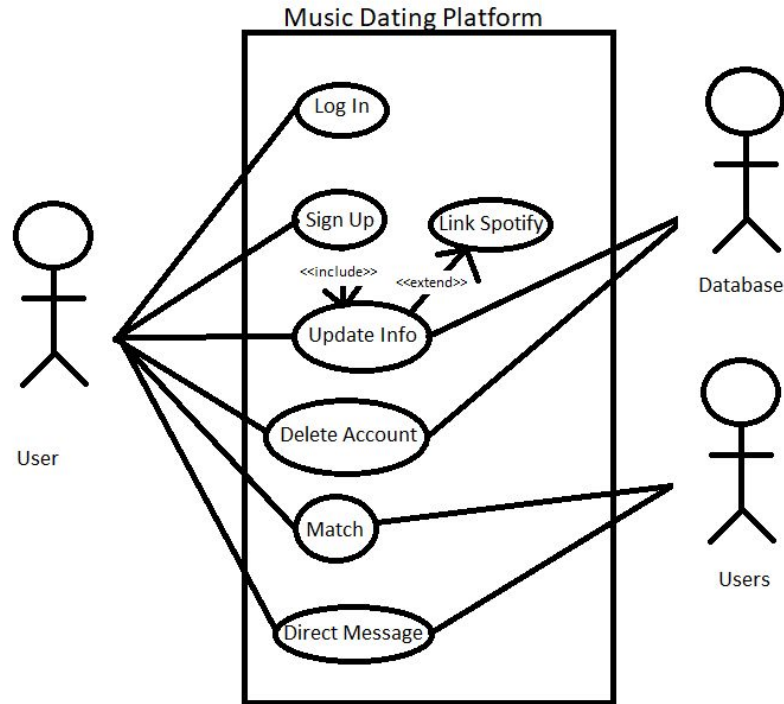 Music Dating Platform
Log In
Sign Up
Link Spotify
<<include>>
<<extend>>
Update Info
Database
Delete Account
User
Match
Users
Direct Message